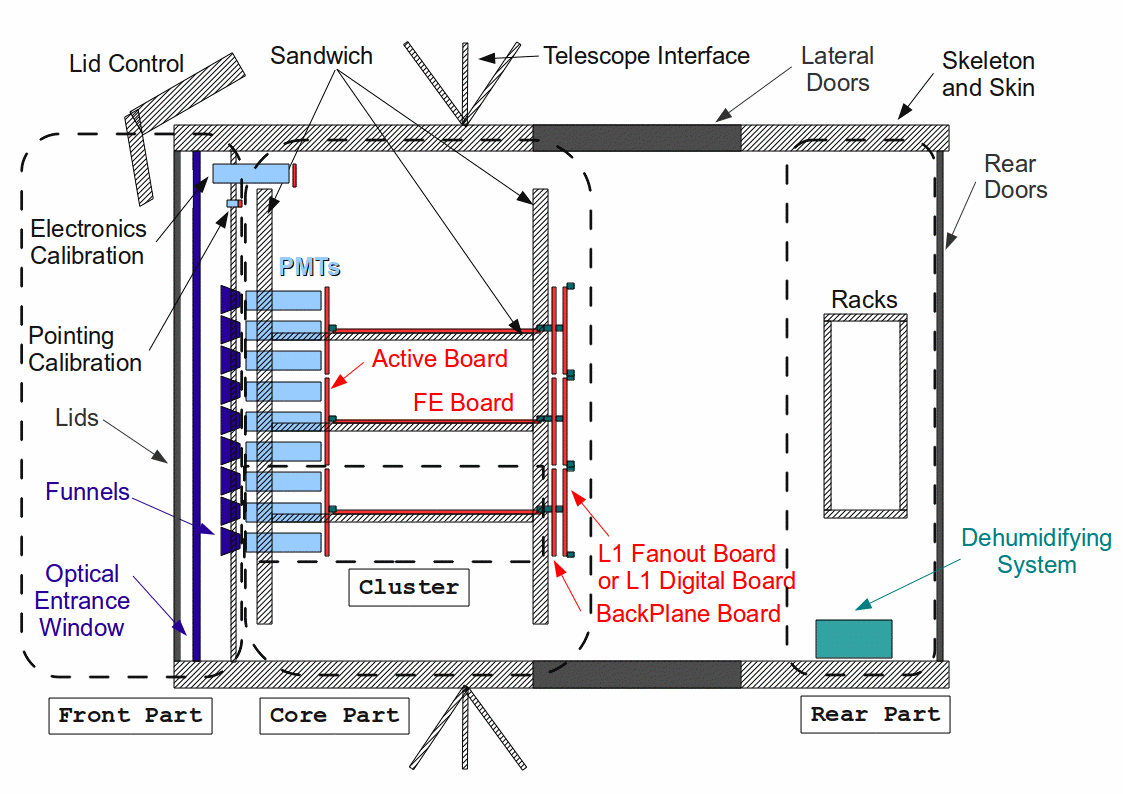 Lid Control
Sandwich
Telescope Interface
Lateral
Doors
Skeleton
and Skin
Rear
Doors
Electronics
Calibration
PMTs
Racks
Pointing
Calibration
Active Board
FE Board
Lids
Funnels
L1 Fanout Board
or L1 Digital Board
BackPlane Board
Dehumidifying
System
Optical
Entrance
Window
Cluster
Front Part
Core Part
Rear Part